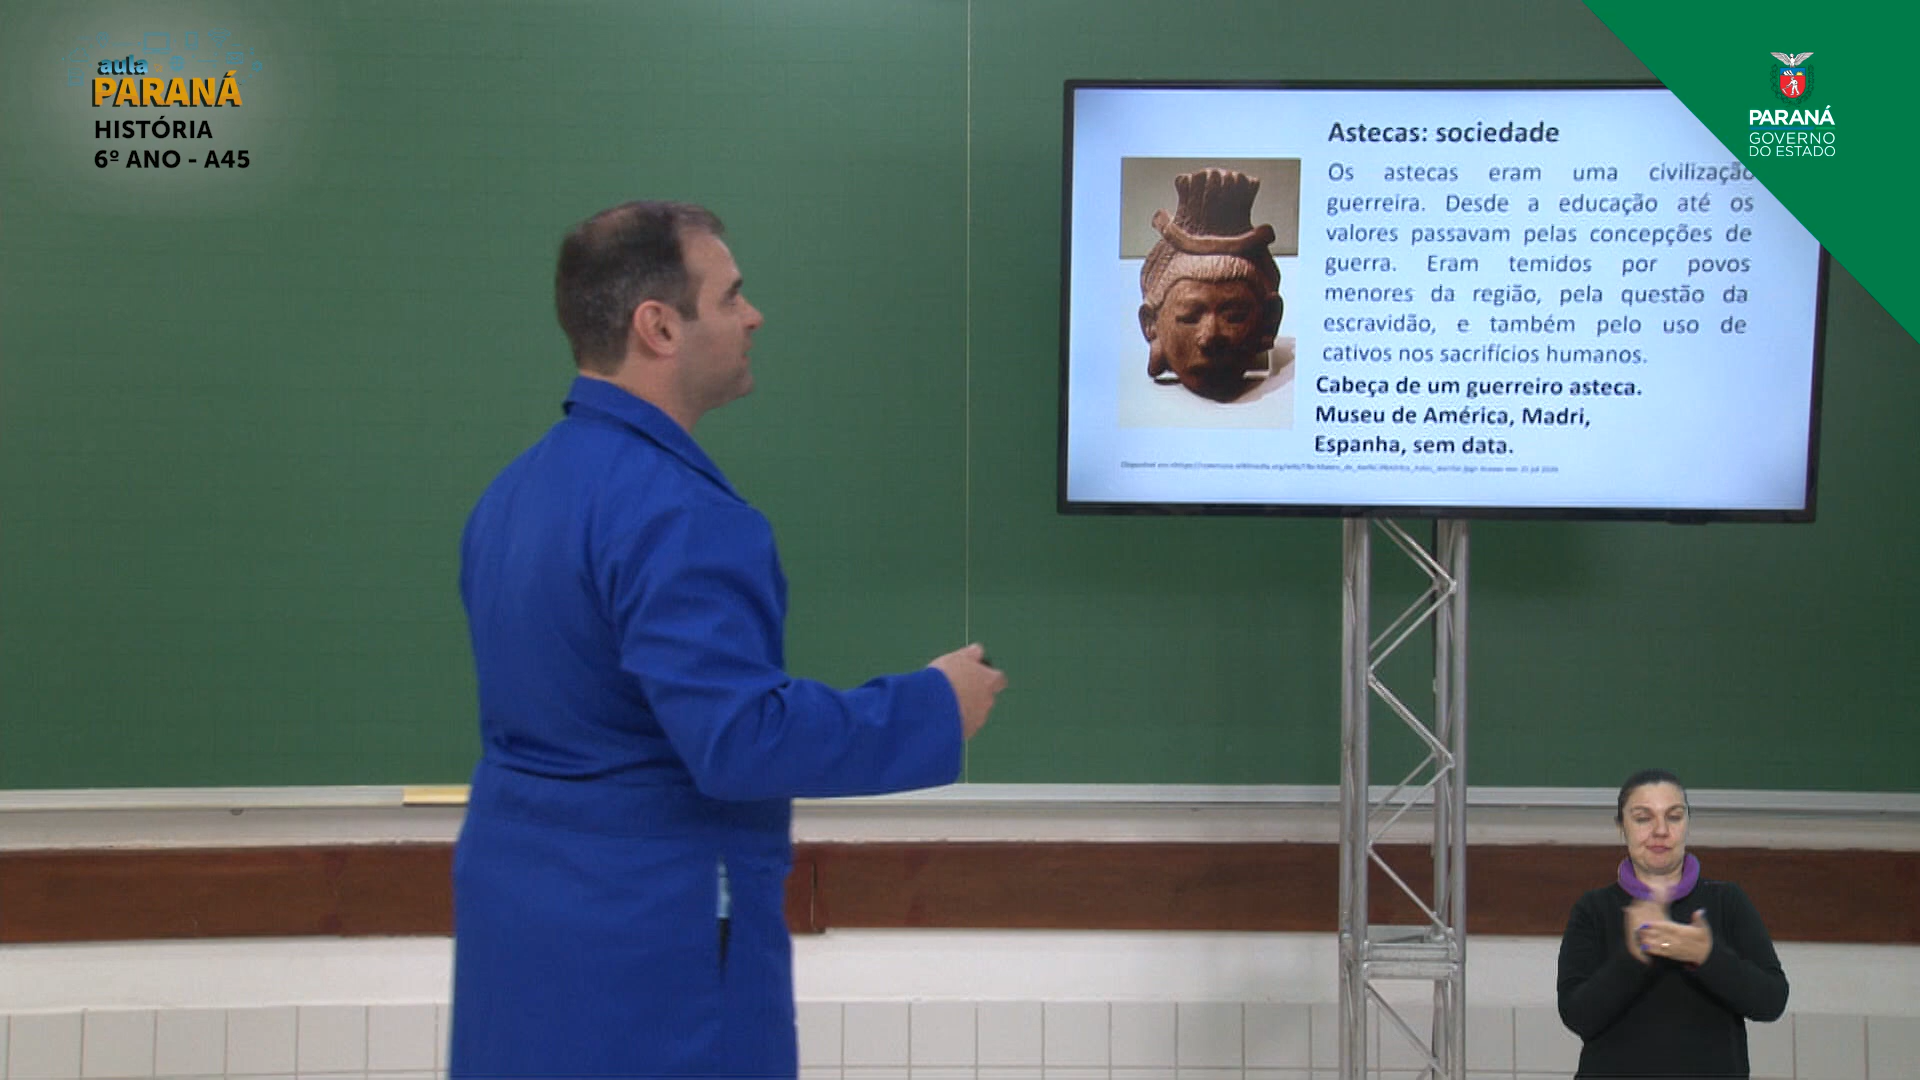 aula
PARANÁ
HISTÓRIA
6º ANO - A45
PARANÁ
GOVERNO
DO ESTADO
Astecas: sociedade
Os astecas eram uma civilização
guerreira. Desde a educação até os
valores passavam pelas concepções de
guerra. Eram temidos por povos
menores da região, pela questão da
escravidão, e também pelo uso de
cativos nos sacrifícios humanos.
Cabeça de um guerreiro asteca.
Museu de América, Madri,
Espanha, sem data.